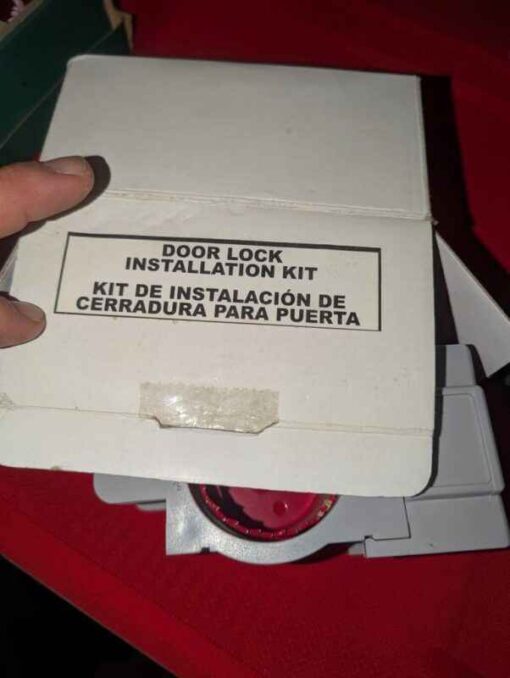 DOOR LOCK
INSTALLATION KIT
KIT DE INSTALACIÓN DE
CERRADURA PARA PUERTA